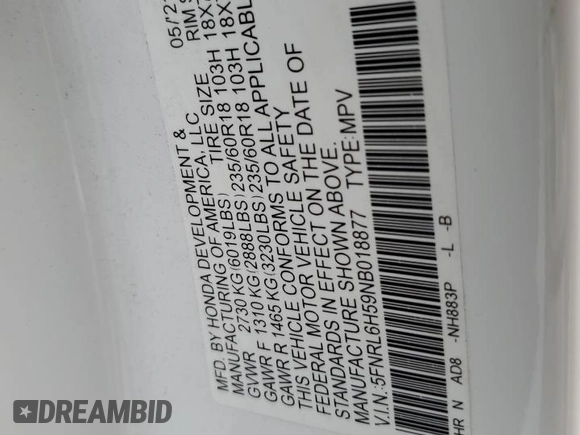 MFD. BY HONDA DEVELOPMENT & 05/2
MANUFACTURING OF AMERICA, LLC
TIRE SIZE RIM S
GVWR 2730 KG(6019LBS)
GAWR F 1310 KG(2888LBS)235/60R18 103H 18X
GAWR R 1465 KG(3230LBS)235/60R18 103H 18X
THIS VEHICLE CONFORMS TO ALL APPLICABL
FEDERAL MOTOR VEHICLE SAFETY
STANDARDS IN EFFECT ON THE DATE OF
MANUFACTURE SHOWN ABOVE.
V.I.N:5FNRL6H59NB018877 TYPE:MPV
HR N AD8 -NH883P -L -B
DREAMBID